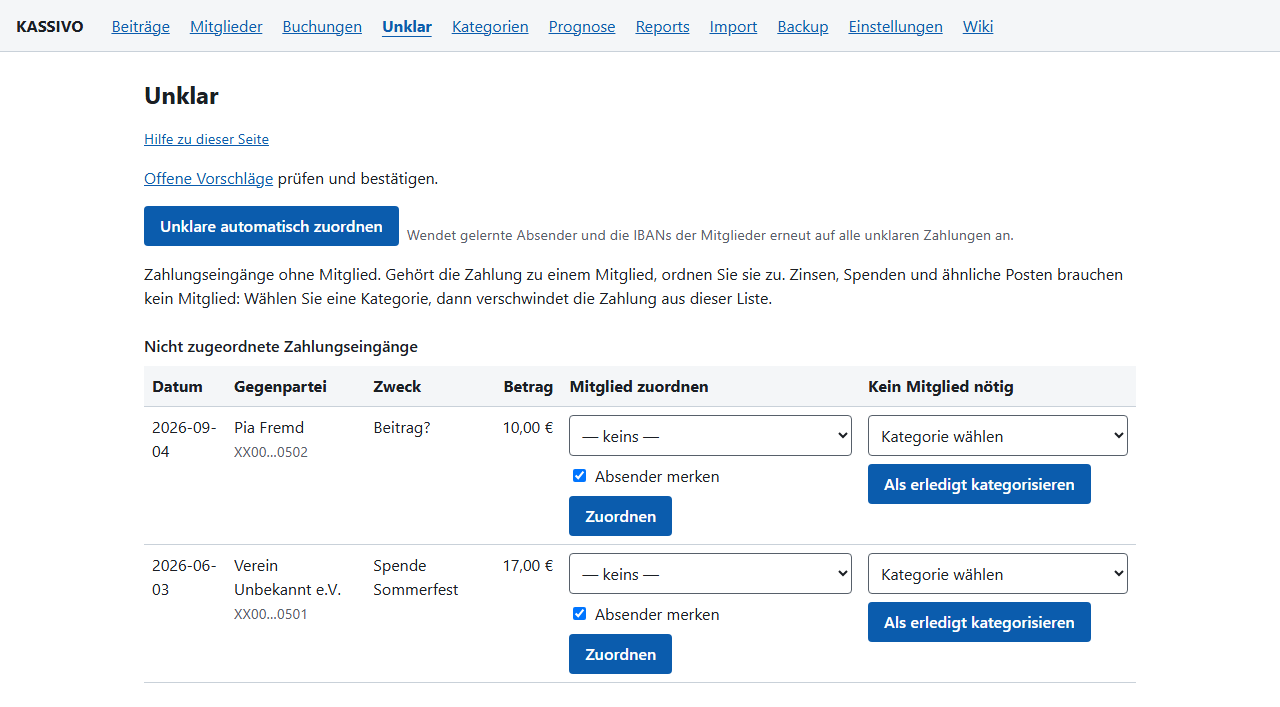 KASSIVO Beiträge Mitglieder Buchungen Unklar Kategorien Prognose Reports Import Backup Einstellungen Wiki
Unklar
Hilfe zu dieser Seite
Offene Vorschläge prüfen und bestätigen.
Unklare automatisch zuordnen Wendet gelernte Absender und die IBANs der Mitglieder erneut auf alle unklaren Zahlungen an.
Zahlungseingänge ohne Mitglied. Gehört die Zahlung zu einem Mitglied, ordnen Sie sie zu. Zinsen, Spenden und ähnliche Posten brauchen
kein Mitglied: Wählen Sie eine Kategorie, dann verschwindet die Zahlung aus dieser Liste.
Nicht zugeordnete Zahlungseingänge
Datum Gegenpartei Zweck Betrag Mitglied zuordnen Kein Mitglied nötig
2026-09-04 Pia Fremd Beitrag? 10,00 € — keins — Kategorie wählen
XX00…0502
Absender merken Als erledigt kategorisieren
Zuordnen
2026-06-03 Verein Unbekannt e.V. Spende Sommerfest 17,00 € — keins — Kategorie wählen
XX00…0501
Absender merken Als erledigt kategorisieren
Zuordnen